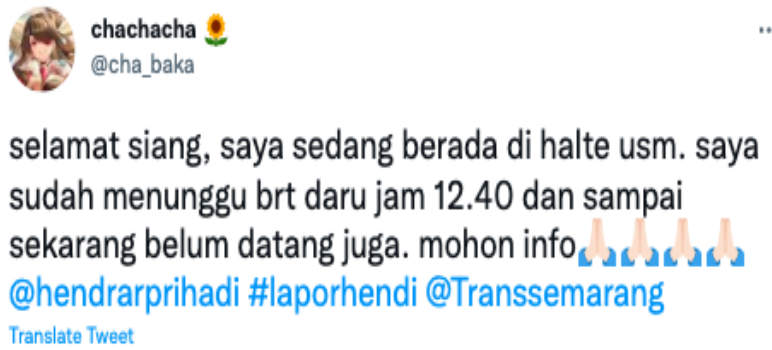 chachacha 🌻
@cha_baka
selamat siang, saya sedang berada di halte usm. saya
sudah menunggu brt daru jam 12.40 dan sampai
sekarang belum datang juga. mohon info🙏🏻🙏🏻🙏🏻🙏🏻
@hendrarprihadi #laporhendi @Transsemarang
Translate Tweet